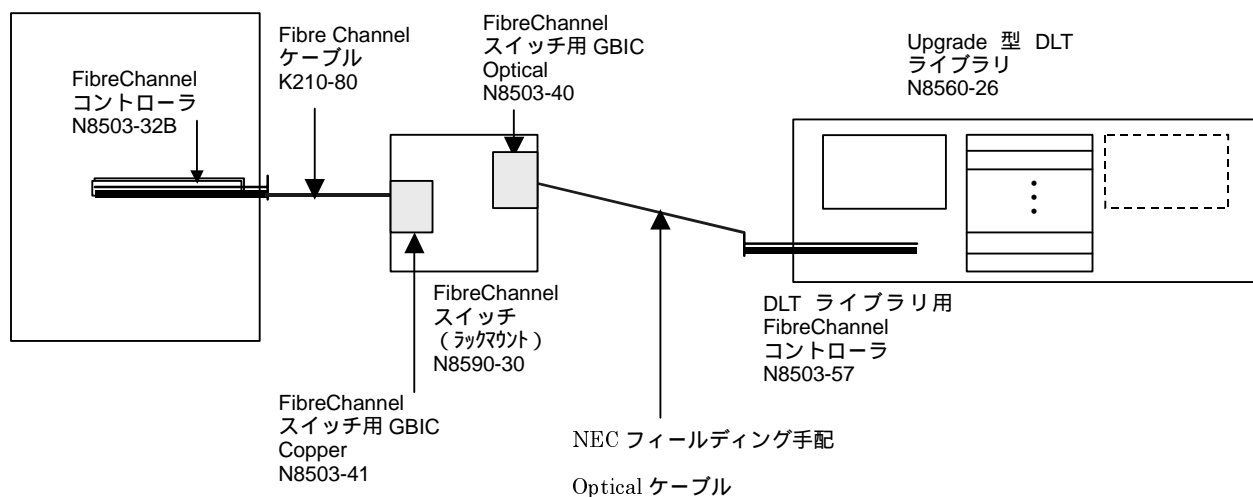 FibreChannel
コントローラ
N8503-32B
Fibre Channel
ケーブル
K210-80
FibreChannel
スイッチ用 GBIC
Optical
N8503-40
Upgrade 型 DLT
ライブラリ
N8560-26
FibreChannel
スイッチ
（ラックマウント）
N8590-30
FibreChannel
スイッチ用 GBIC
Copper
N8503-41
DLT ライブラリ用
FibreChannel
コントローラ
N8503-57
NEC フィールディング手配
Optical ケーブル